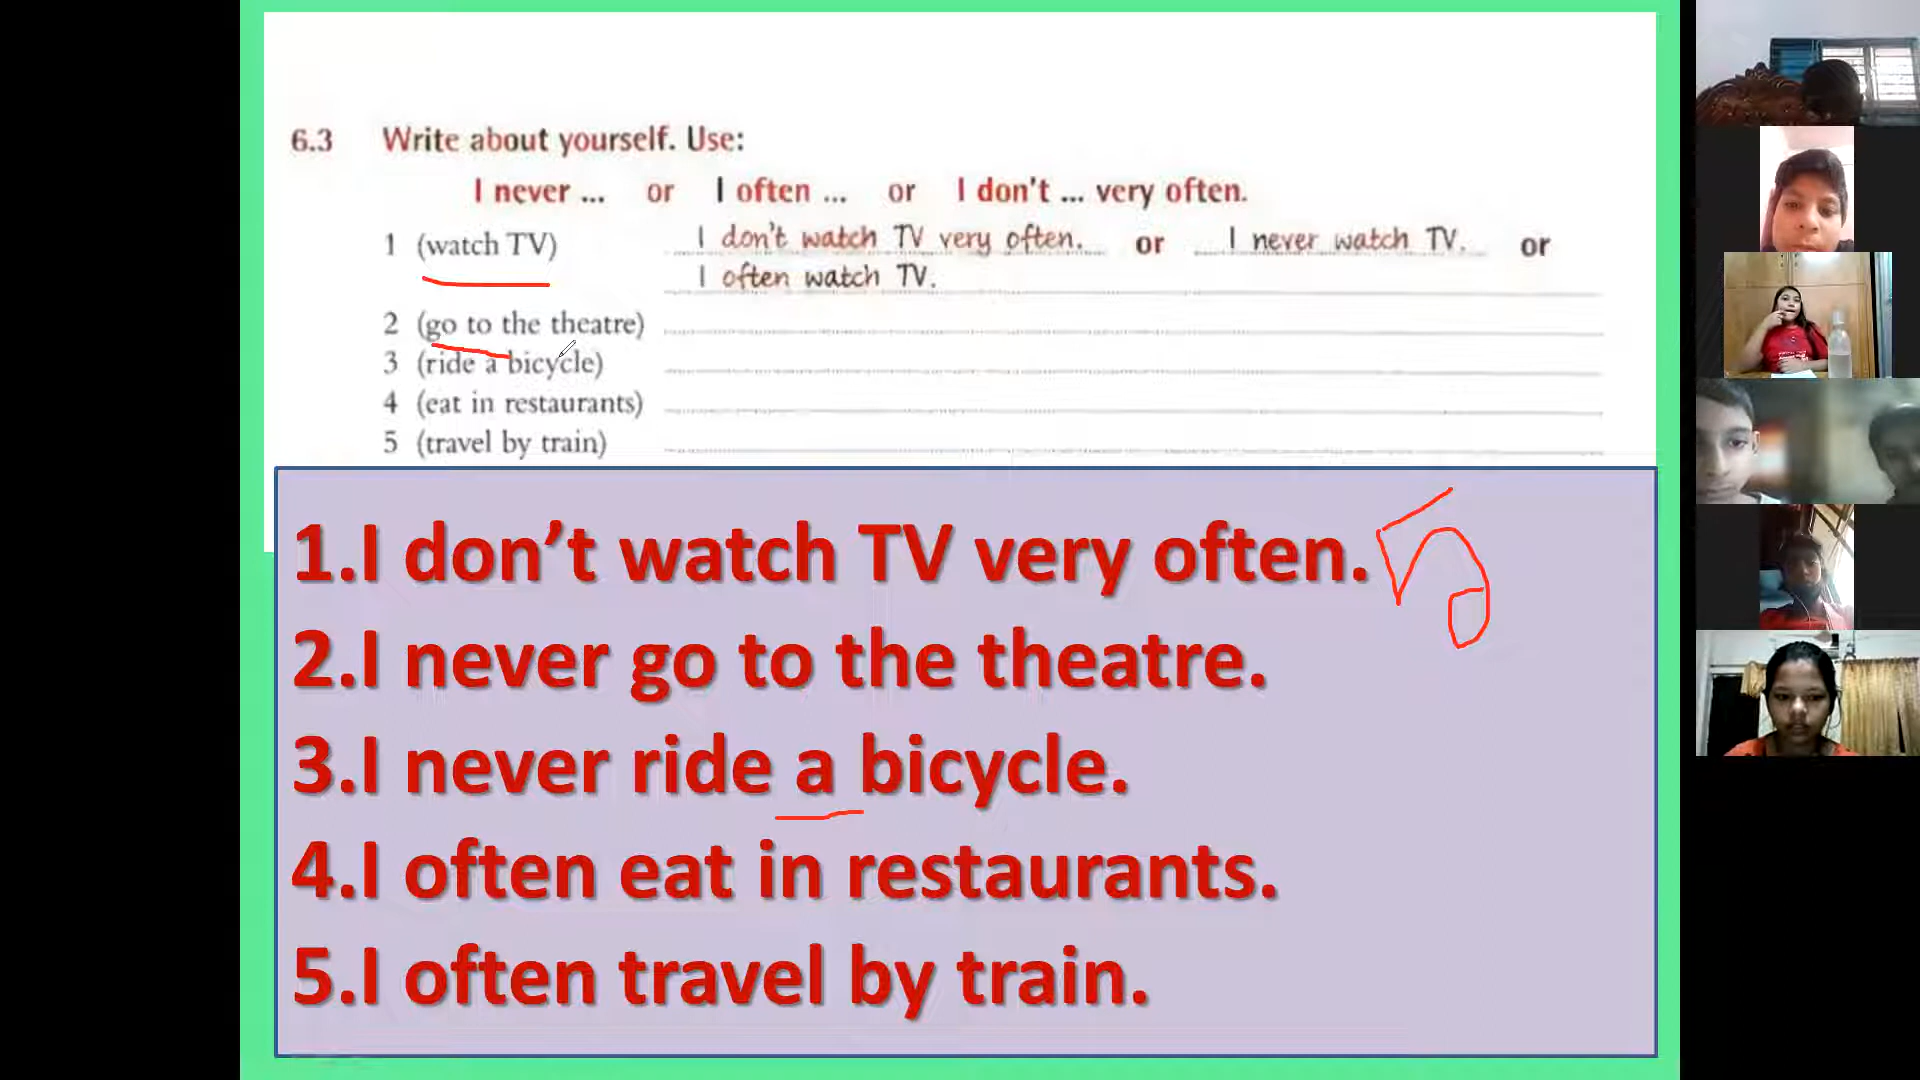 6.3 Write about yourself. Use:
I never ... or I often ... or I don't ... very often.
1 (watch TV) I don't watch TV very often. or I never watch TV. or
I often watch TV.
2 (go to the theatre)
3 (ride a bicycle)
4 (eat in restaurants)
5 (travel by train)
1.I don’t watch TV very often.
2.I never go to the theatre.
3.I never ride a bicycle.
4.I often eat in restaurants.
5.I often travel by train.